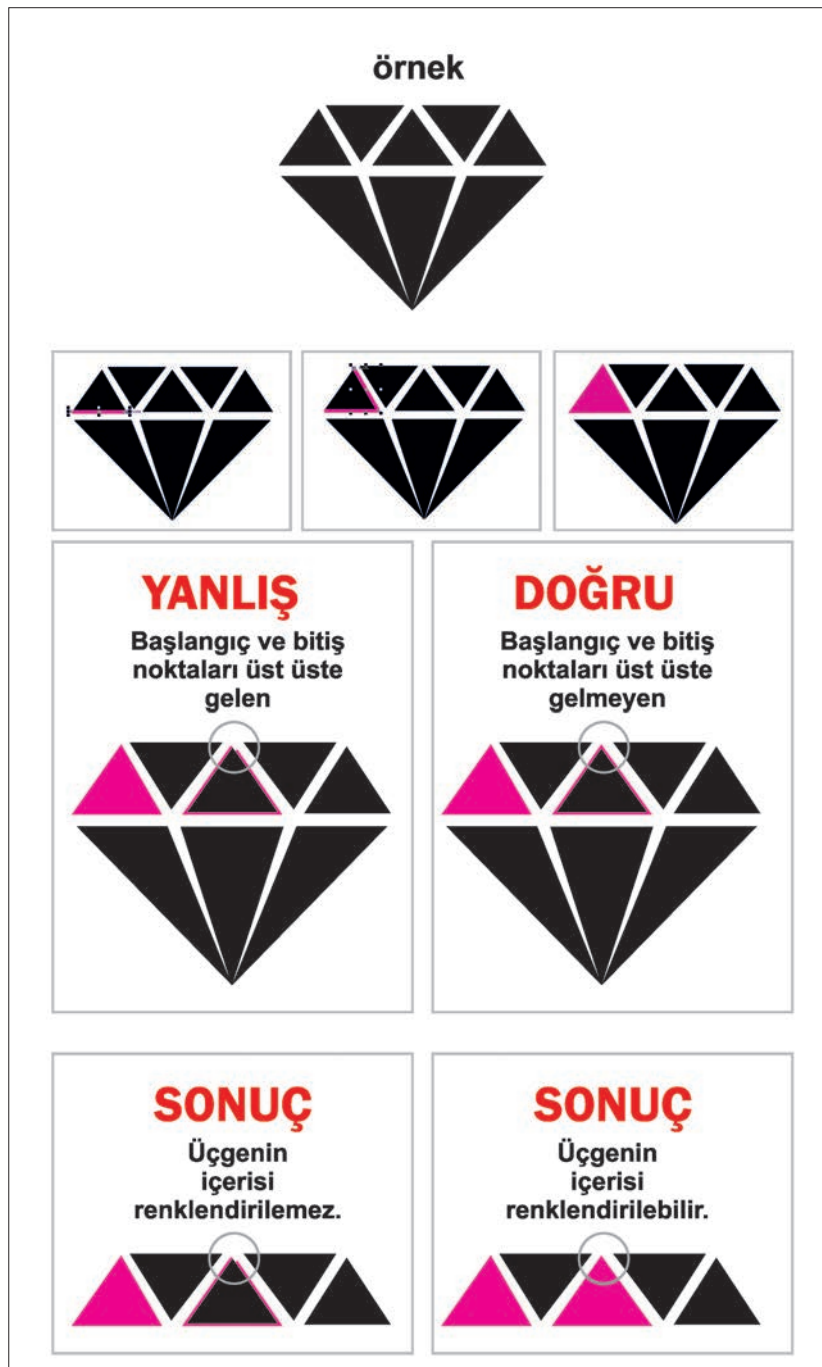 örnek
YANLIŞ
Başlangıç ve bitiş
noktaları üst üste
gelen
DOĞRU
Başlangıç ve bitiş
noktaları üst üste
gelmeyen
SONUÇ
Üçgenin
içerisi
renklendirilemez.
SONUÇ
Üçgenin
içerisi
renklendirilebilir.